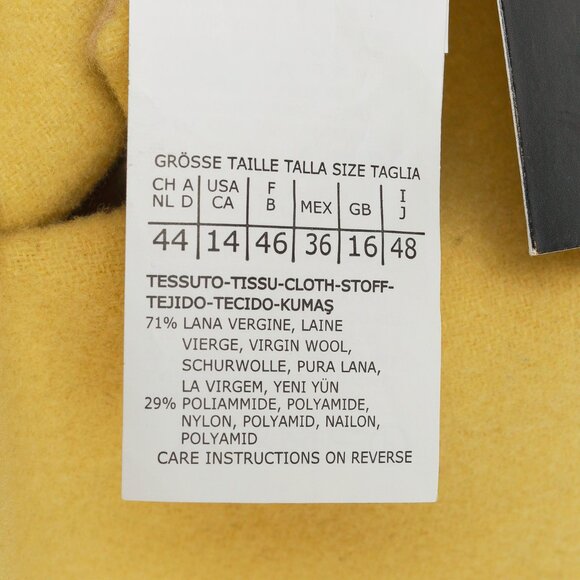 GRÖSSE TAILLE TALLA SIZE TAGLIA
CH A USA F MEX GB I
NL D CA B J
44 14 46 36 16 48
TESSUTO-TISSU-CLOTH-STOFF-
TEJIDO-TECIDO-KUMAŞ
71% LANA VERGINE, LAINE
VIERGE, VIRGIN WOOL,
SCHURWOLLE, PURA LANA,
LA VIRGEM, YENI YÜN
29% POLIAMMIDE, POLYAMIDE,
NYLON, POLYAMID, NAILON,
POLYAMID
CARE INSTRUCTIONS ON REVERSE